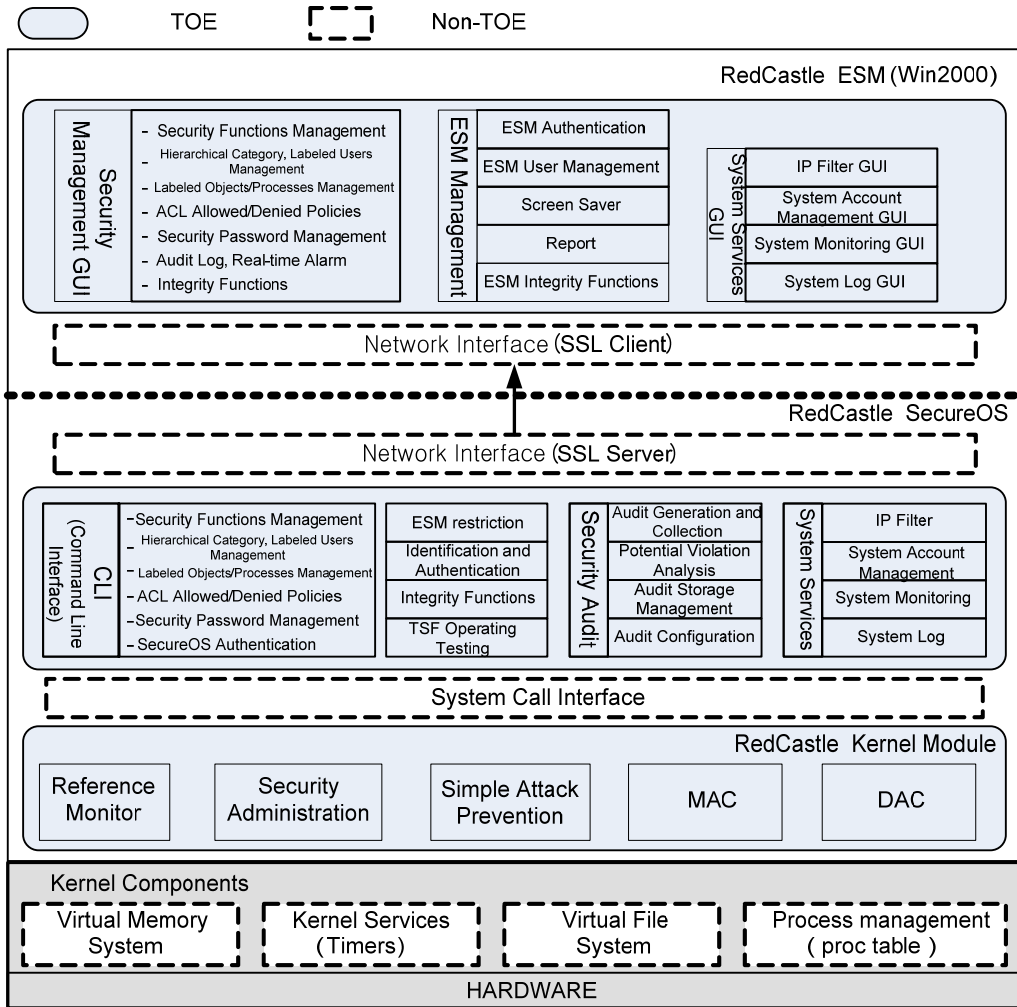 TOE
Non-TOE
RedCastle ESM (Win2000)
Security
Management GUI
- Security Functions Management
- Hierarchical Category, Labeled Users
Management
- Labeled Objects/Processes Management
- ACL Allowed/Denied Policies
- Security Password Management
- Audit Log, Real-time Alarm
- Integrity Functions
ESM Management
ESM Authentication
ESM User Management
Screen Saver
Report
ESM Integrity Functions
System Services
GUI
IP Filter GUI
System Account
Management GUI
System Monitoring GUI
System Log GUI
Network Interface (SSL Client)
RedCastle SecureOS
Network Interface (SSL Server)
CLI
(Command Line
Interface)
-Security Functions Management
- Hierarchical Category, Labeled Users
Management
- Labeled Objects/Processes Management
- ACL Allowed/Denied Policies
-Security Password Management
-SecureOS Authentication
ESM restriction
Identification and
Authentication
Integrity Functions
TSF Operating
Testing
Security Audit
Audit Generation and
Collection
Potential Violation
Analysis
Audit Storage
Management
Audit Configuration
System Services
IP Filter
System Account
Management
System Monitoring
System Log
System Call Interface
RedCastle Kernel Module
Reference
Monitor
Security
Administration
Simple Attack
Prevention
MAC
DAC
Kernel Components
Virtual Memory
System
Kernel Services
(Timers)
Virtual File
System
Process management
( proc table )
HARDWARE